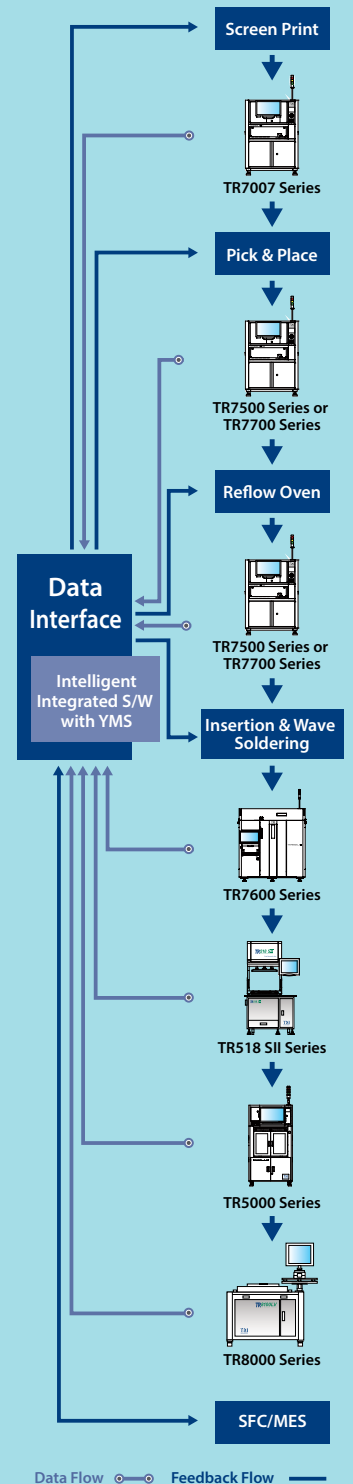 Screen Print
TR7007 Series
Pick & Place
TR7500 Series or
TR7700 Series
Reflow Oven
Data
Interface
Intelligent
Integrated S/W
with YMS
TR7500 Series or
TR7700 Series
Insertion & Wave
Soldering
TR7600 Series
TR518 SII Series
TR5000 Series
TRI
TR8000 Series
SFC/MES
Data Flow
Feedback Flow